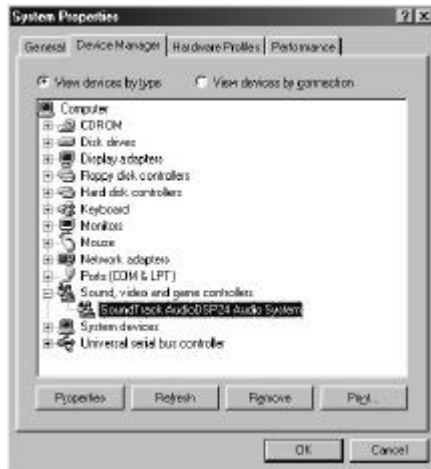 System Properties
General Device Manager Hardware Profiles Performance
View devices by type View devices by connection
Computer
CDROM
Disk drives
Display adapters
Floppy disk controllers
Hard disk controllers
Keyboard
Monitors
Mouse
Network adapters
Ports (COM & LPT)
Sound, video and game controllers
SoundTrack AudioDSP24 Audio System
System devices
Universal serial bus controller
Properties Refresh Remove Print...
OK Cancel